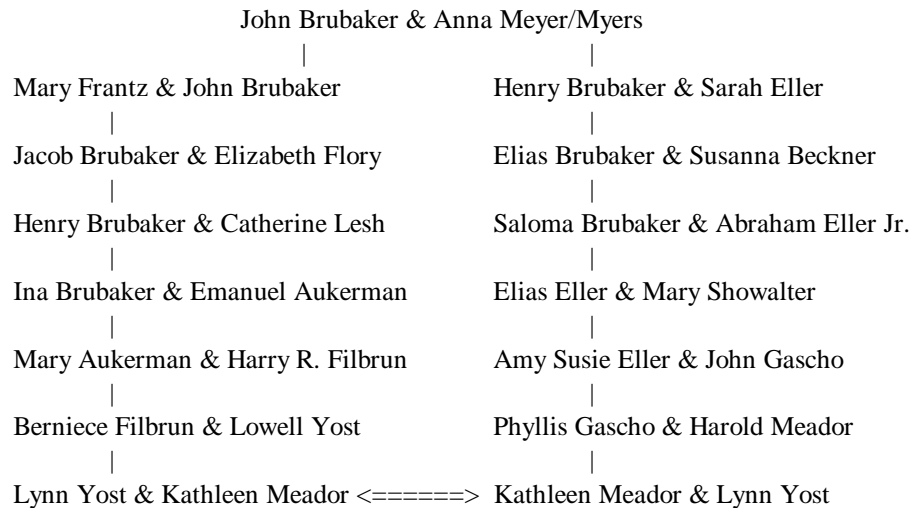 John Brubaker & Anna Meyer/Myers
| |
Mary Frantz & John Brubaker Henry Brubaker & Sarah Eller
| |
Jacob Brubaker & Elizabeth Flory Elias Brubaker & Susanna Beckner
| |
Henry Brubaker & Catherine Lesh Saloma Brubaker & Abraham Eller Jr.
| |
Ina Brubaker & Emanuel Aukerman Elias Eller & Mary Showalter
| |
Mary Aukerman & Harry R. Filbrun Amy Susie Eller & John Gascho
| |
Berniece Filbrun & Lowell Yost Phyllis Gascho & Harold Meador
| |
Lynn Yost & Kathleen Meador <======> Kathleen Meador & Lynn Yost